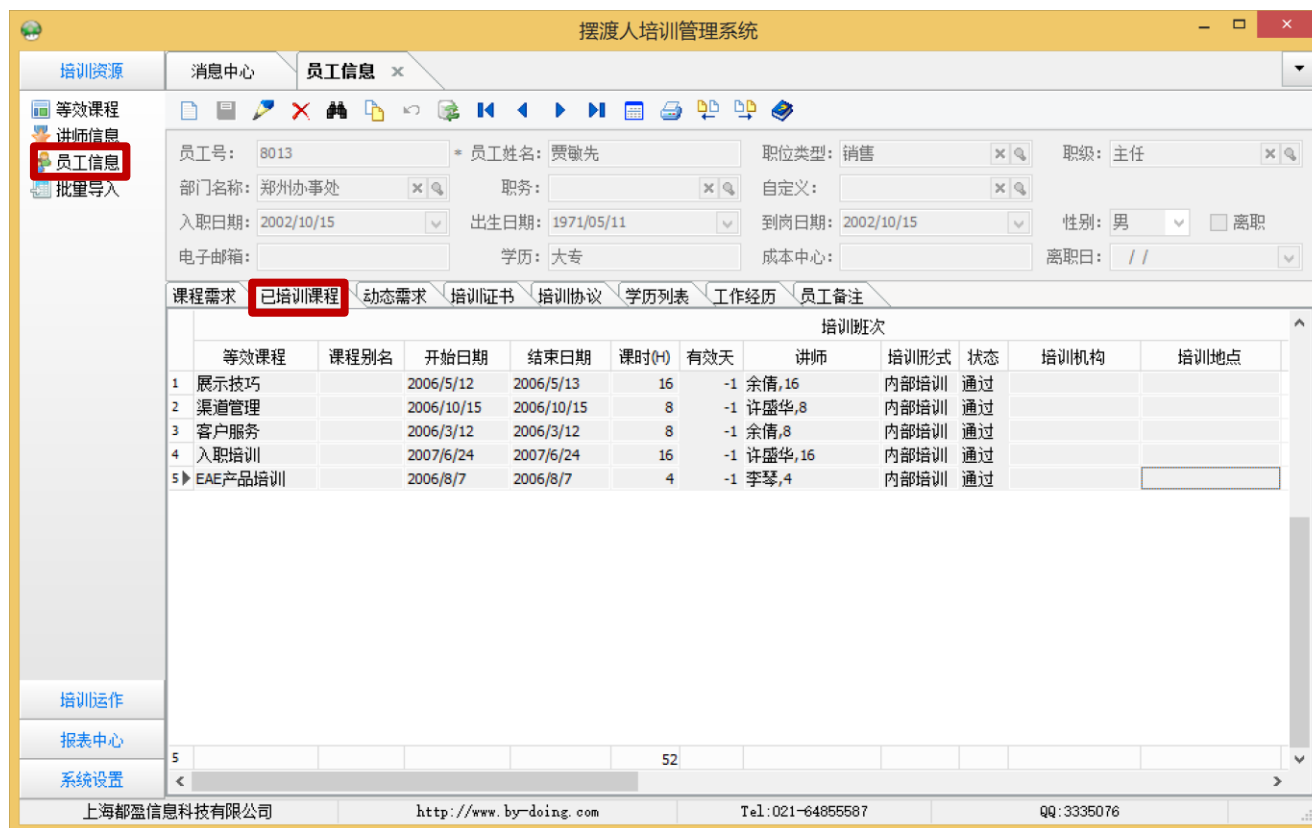 摆渡人培训管理系统
培训资源 消息中心 员工信息
等效课程
讲师信息
员工信息
批量导入
员工号: 8013 * 员工姓名: 贾敏先 职位类型: 销售 职级: 主任
部门名称: 郑州办事处 职务: 自定义:
入职日期: 2002/10/15 出生日期: 1971/05/11 到岗日期: 2002/10/15 性别: 男 离职
电子邮箱: 学历: 大专 成本中心: 离职日: / /
课程需求 已培训课程 动态需求 培训证书 培训协议 学历列表 工作经历 员工备注
培训班次
等效课程 课程别名 开始日期 结束日期 课时(H) 有效天 讲师 培训形式 状态 培训机构 培训地点
1 展示技巧 2006/5/12 2006/5/13 16 -1 余倩,16 内部培训 通过
2 渠道管理 2006/10/15 2006/10/15 8 -1 许盛华,8 内部培训 通过
3 客户服务 2006/3/12 2006/3/12 8 -1 余倩,8 内部培训 通过
4 入职培训 2007/6/24 2007/6/24 16 -1 许盛华,16 内部培训 通过
5 EAE产品培训 2006/8/7 2006/8/7 4 -1 李琴,4 内部培训 通过
5 52
培训运作
报表中心
系统设置
上海都盈信息科技有限公司 http://www.by-doing.com Tel:021-64855587 QQ:3335076